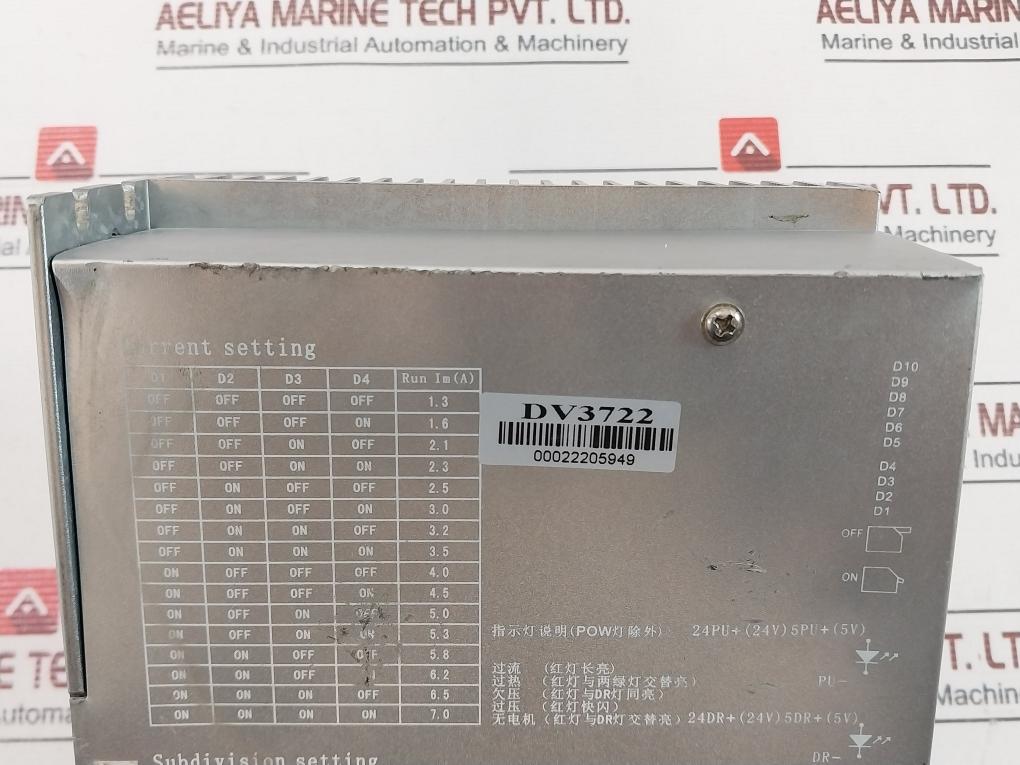 AELIYA MARINE TECH PVT. LTD.
Marine & Industrial Automation & Machinery
AELIYA MARIN
Marine & Industrial
VT. LTD.
Machinery
Current setting
D1 D2 D3 D4 Run Im(A)
OFF OFF OFF OFF 1.3
OFF OFF OFF ON 1.6
OFF OFF ON OFF 2.1
OFF OFF ON ON 2.3
OFF ON OFF OFF 2.5
OFF ON OFF ON 3.0
OFF ON ON OFF 3.2
OFF ON ON ON 3.5
ON OFF OFF OFF 4.0
ON OFF OFF ON 4.5
ON OFF ON OFF 5.0
ON OFF ON ON 5.3
ON ON OFF OFF 5.8
ON ON OFF ON 6.2
ON ON ON OFF 6.5
ON ON ON ON 7.0
Subdivision setting
DV3722
00022205949
D10
D9
D8
D7
D6
D5
D4
D3
D2
D1
OFF
ON
指示灯说明(POW灯除外) 24PU+(24V)5PU+(5V)
过流 (红灯长亮)
过热 (红灯与两绿灯交替亮) PU-
欠压 (红灯与DR灯同亮)
过压 (红灯快闪)
无电机 (红灯与DR灯交替亮) 24DR+(24V)5DR+(5V)
DR-